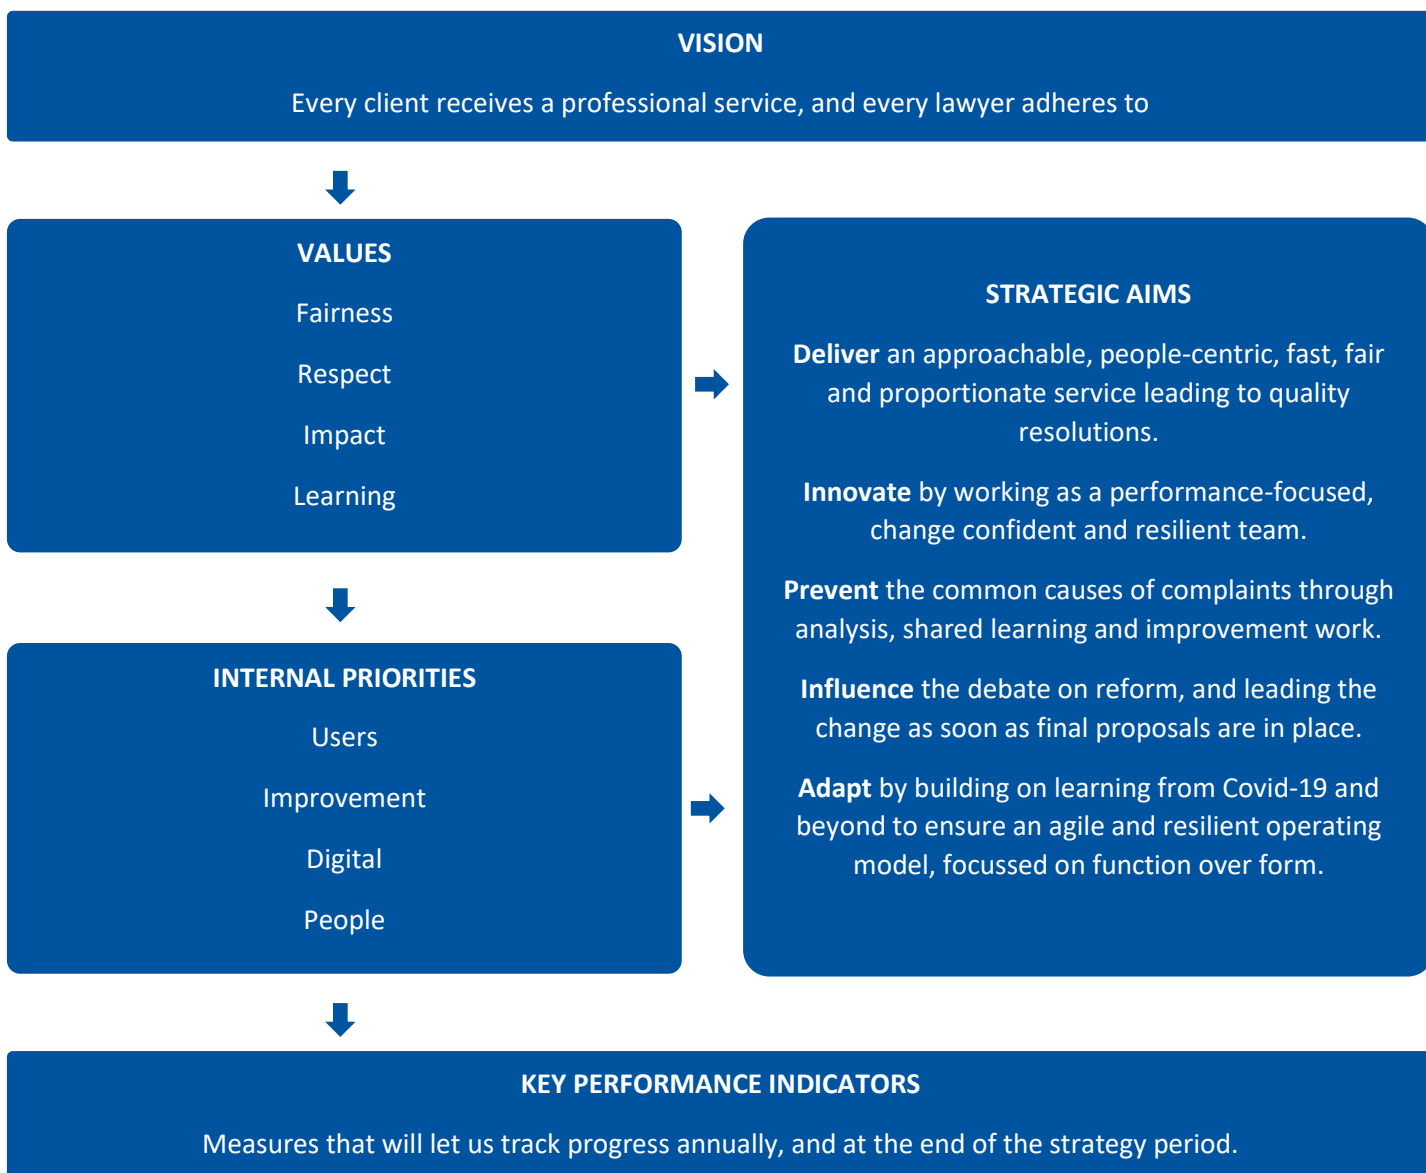 VISION
Every client receives a professional service, and every lawyer adheres to
VALUES
Fairness
Respect
Impact
Learning
INTERNAL PRIORITIES
Users
Improvement
Digital
People
STRATEGIC AIMS
Deliver an approachable, people-centric, fast, fair
and proportionate service leading to quality
resolutions.
Innovate by working as a performance-focused,
change confident and resilient team.
Prevent the common causes of complaints through
analysis, shared learning and improvement work.
Influence the debate on reform, and leading the
change as soon as final proposals are in place.
Adapt by building on learning from Covid-19 and
beyond to ensure an agile and resilient operating
model, focussed on function over form.
KEY PERFORMANCE INDICATORS
Measures that will let us track progress annually, and at the end of the strategy period.